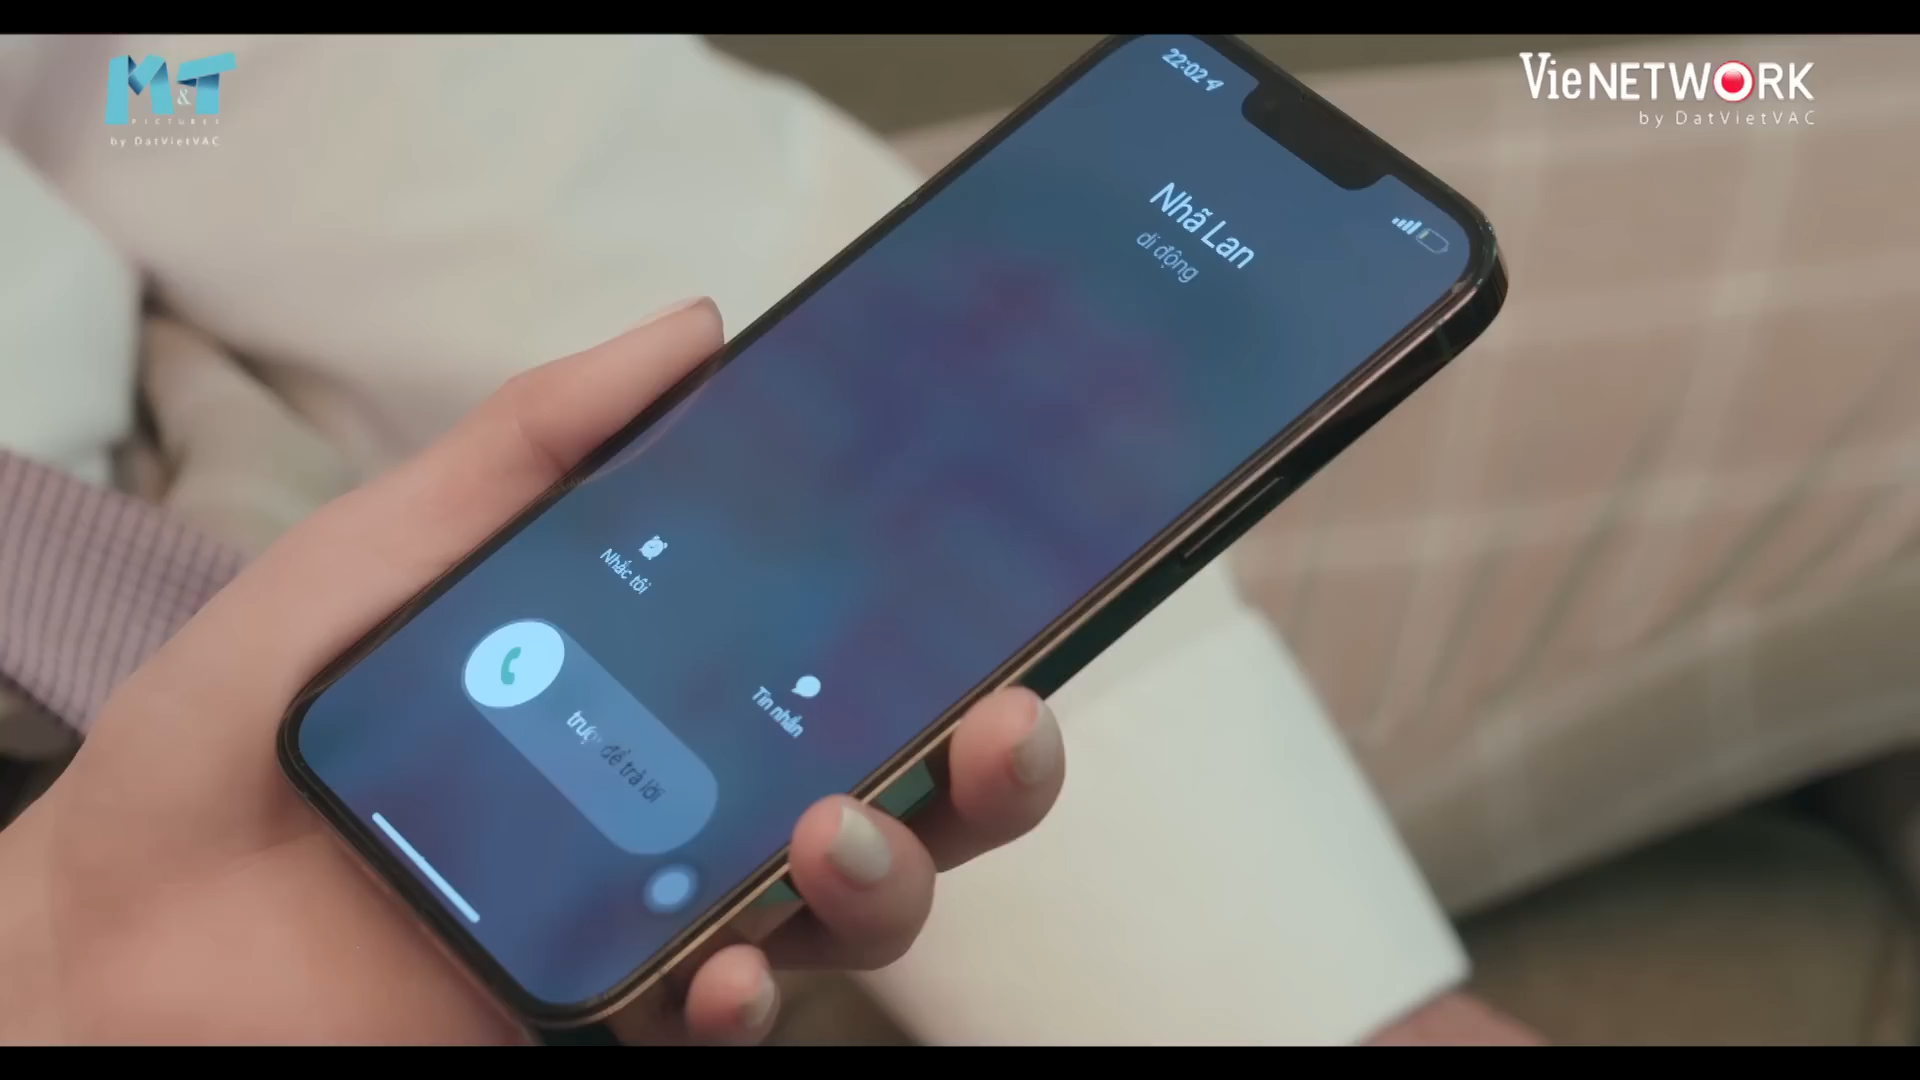 M&T
PICTURES
by DatVietVAC
VieNETWORK
by DatVietVAC
22:02
Nhã Lan
di động
Nhắc tôi
Tin nhắn
trượt để trả lời